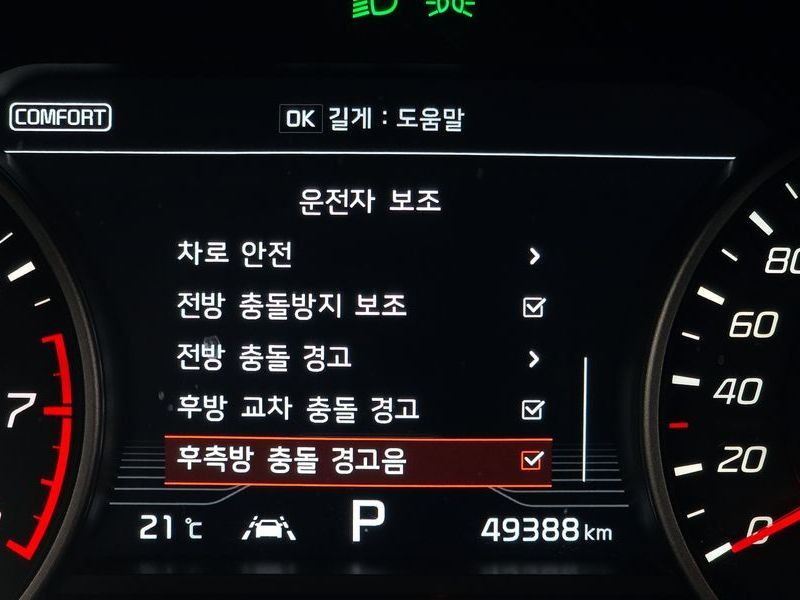 COMFORT
OK 길게 : 도움말
운전자 보조
차로 안전
전방 충돌방지 보조
전방 충돌 경고
후방 교차 충돌 경고
후측방 충돌 경고음
21 ℃
P
49388 km
7
80
60
40
20
0